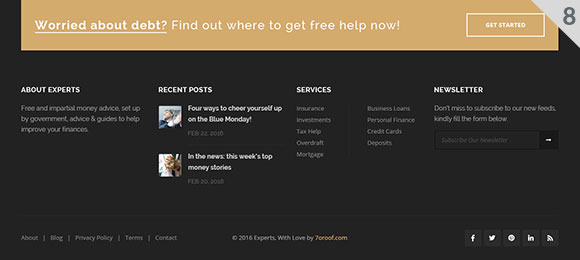 Worried about debt? Find out where to get free help now!
GET STARTED
8
ABOUT EXPERTS
Free and impartial money advice, set up
by government, advice & guides to help
improve your finances.
RECENT POSTS
Four ways to cheer yourself up
on the Blue Monday!
FEB 22, 2016
In the news: this week's top
money stories
FEB 20, 2016
SERVICES
Insurance
Investments
Tax Help
Overdraft
Mortgage
Business Loans
Personal Finance
Credit Cards
Deposits
NEWSLETTER
Don't miss to subscribe to our new feeds,
kindly fill the form below
Subscribe Our Newsletter
About | Blog | Privacy Policy | Terms | Contact
© 2016 Experts, With Love by 7oroof.com